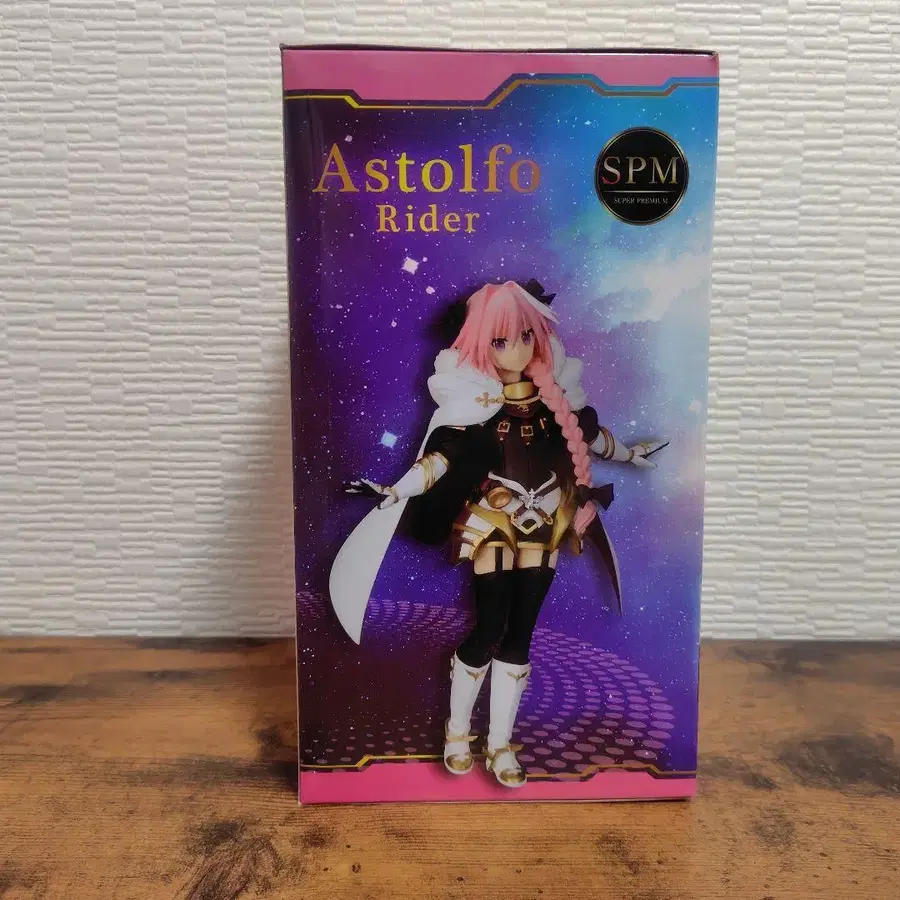 Astolfo
Rider
SPM
SUPER PREMIUM